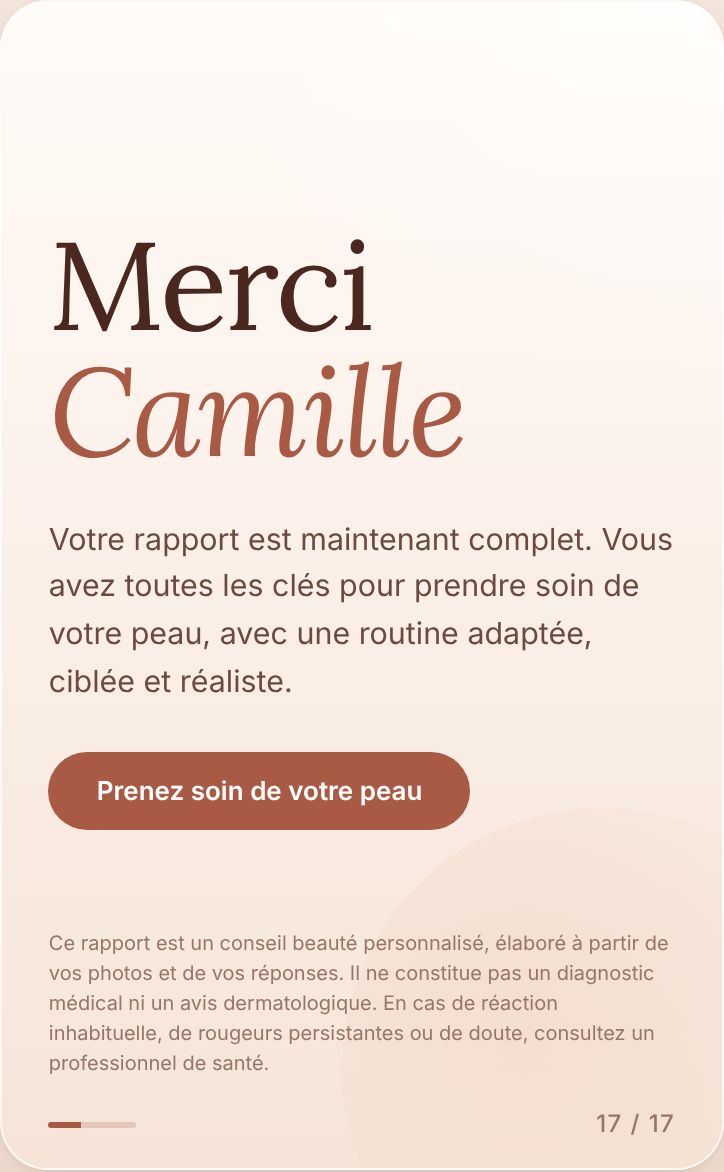 Merci
Camille
Votre rapport est maintenant complet. Vous
avez toutes les clés pour prendre soin de
votre peau, avec une routine adaptée,
ciblée et réaliste.
Prenez soin de votre peau
Ce rapport est un conseil beauté personnalisé, élaboré à partir de
vos photos et de vos réponses. Il ne constitue pas un diagnostic
médical ni un avis dermatologique. En cas de réaction
inhabituelle, de rougeurs persistantes ou de doute, consultez un
professionnel de santé.
17 / 17